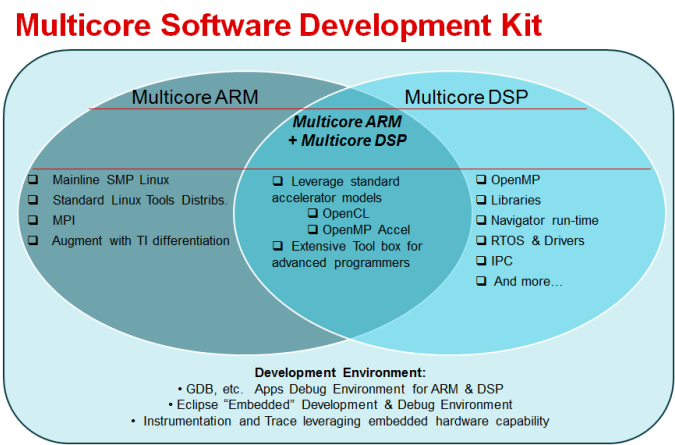 Multicore Software Development Kit
Multicore ARM
Multicore DSP
Multicore ARM
+ Multicore DSP
❑ Mainline SMP Linux
❑ Standard Linux Tools Distribs.
❑ MPI
❑ Augment with TI differentiation
❑ Leverage standard
accelerator models
❑ OpenCL
❑ OpenMP Accel
❑ Extensive Tool box for
advanced programmers
❑ OpenMP
❑ Libraries
❑ Navigator run-time
❑ RTOS & Drivers
❑ IPC
❑ And more…
Development Environment:
• GDB, etc. Apps Debug Environment for ARM & DSP
• Eclipse “Embedded” Development & Debug Environment
• Instrumentation and Trace leveraging embedded hardware capability